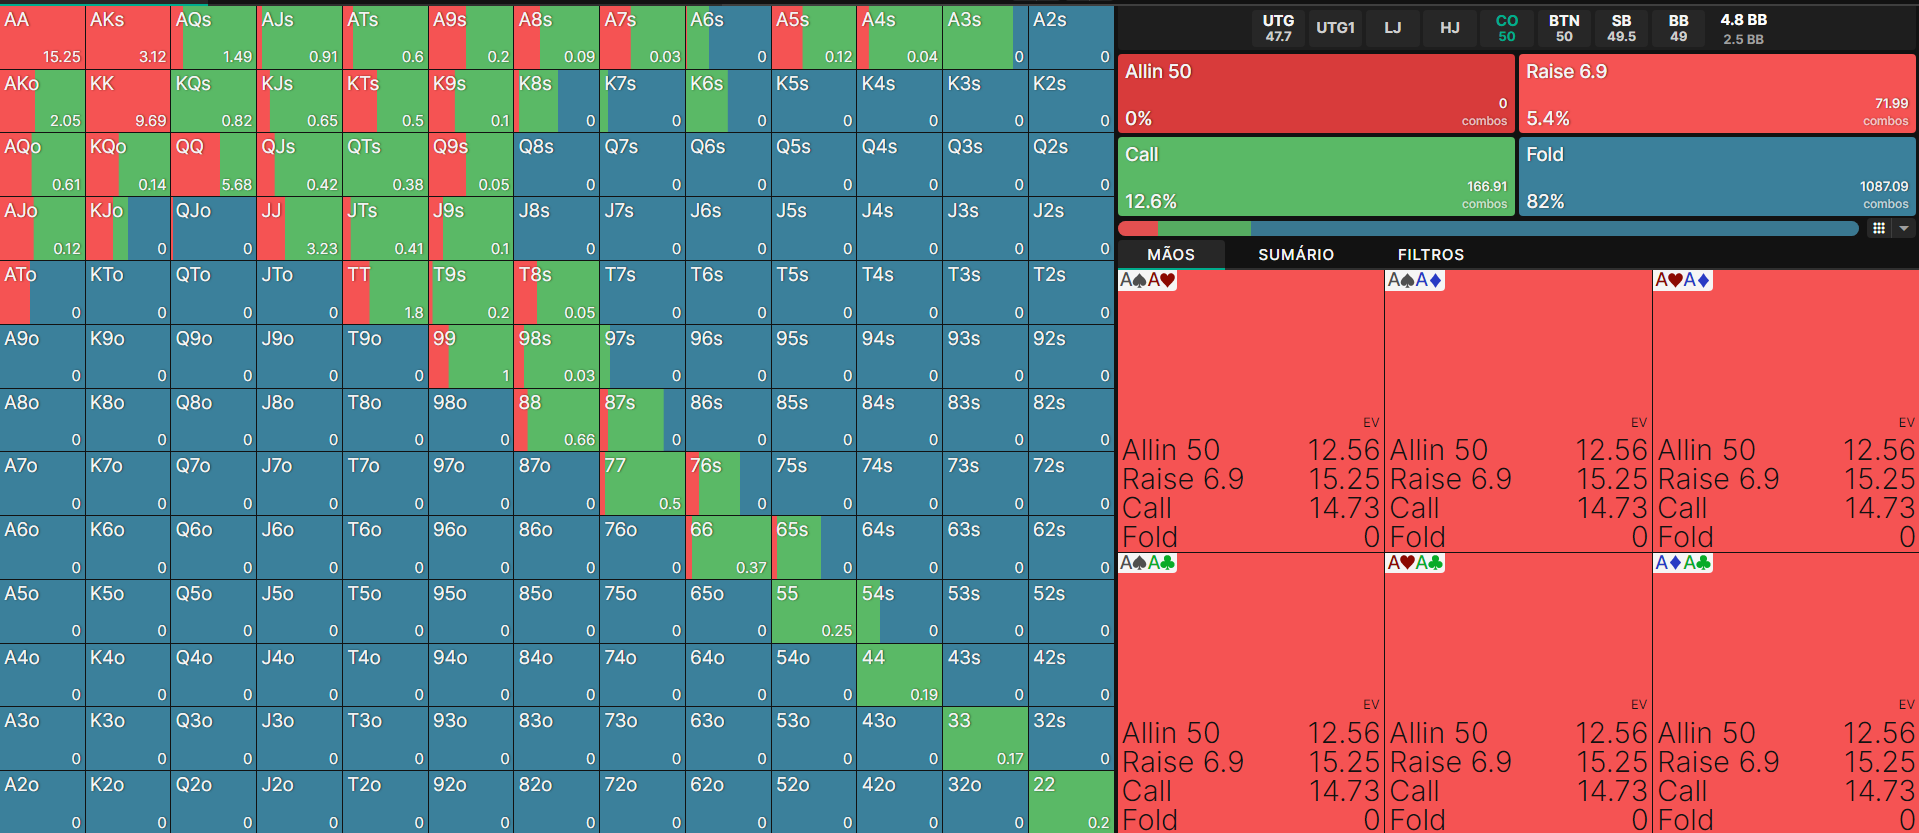 AA AKs AQs AJs ATs A9s A8s A7s A6s A5s A4s A3s A2s
15.25 3.12 1.49 0.91 0.6 0.2 0.09 0.03 0 0.12 0.04 0 0
AKo KK KQs KJs KTs K9s K8s K7s K6s K5s K4s K3s K2s
2.05 9.69 0.82 0.65 0.5 0.1 0 0 0 0 0 0 0
AQo KQo QQ QJs QTs Q9s Q8s Q7s Q6s Q5s Q4s Q3s Q2s
0.61 0.14 5.68 0.42 0.38 0.05 0 0 0 0 0 0 0
AJo KJo QJo JJ JTs J9s J8s J7s J6s J5s J4s J3s J2s
0.12 0 0 3.23 0.41 0.1 0 0 0 0 0 0 0
ATo KTo QTo JTo TT T9s T8s T7s T6s T5s T4s T3s T2s
0 0 0 0 1.8 0.2 0.05 0 0 0 0 0 0
A9o K9o Q9o J9o T9o 99 98s 97s 96s 95s 94s 93s 92s
0 0 0 0 0 1 0.03 0 0 0 0 0 0
A8o K8o Q8o J8o T8o 98o 88 87s 86s 85s 84s 83s 82s
0 0 0 0 0 0 0.66 0 0 0 0 0 0
A7o K7o Q7o J7o T7o 97o 87o 77 76s 75s 74s 73s 72s
0 0 0 0 0 0 0 0.5 0 0 0 0 0
A6o K6o Q6o J6o T6o 96o 86o 76o 66 65s 64s 63s 62s
0 0 0 0 0 0 0 0 0.37 0 0 0 0
A5o K5o Q5o J5o T5o 95o 85o 75o 65o 55 54s 53s 52s
0 0 0 0 0 0 0 0 0 0.25 0 0 0
A4o K4o Q4o J4o T4o 94o 84o 74o 64o 54o 44 43s 42s
0 0 0 0 0 0 0 0 0 0 0.19 0 0
A3o K3o Q3o J3o T3o 93o 83o 73o 63o 53o 43o 33 32s
0 0 0 0 0 0 0 0 0 0 0 0.17 0
A2o K2o Q2o J2o T2o 92o 82o 72o 62o 52o 42o 32o 22
0 0 0 0 0 0 0 0 0 0 0 0 0.2
UTG UTG1 LJ HJ CO BTN SB BB 4.8 BB
47.7 50 50 49.5 49 2.5 BB
Allin 50 Raise 6.9
0 71.99
0% combos 5.4% combos
Call Fold
166.91 1087.09
12.6% combos 82% combos
MÃOS SUMÁRIO FILTROS
A♠A♥ A♠A♦ A♥A♦
EV EV EV
Allin 50 12.56 Allin 50 12.56 Allin 50 12.56
Raise 6.9 15.25 Raise 6.9 15.25 Raise 6.9 15.25
Call 14.73 Call 14.73 Call 14.73
Fold 0 Fold 0 Fold 0
A♠A♣ A♥A♣ A♦A♣
EV EV EV
Allin 50 12.56 Allin 50 12.56 Allin 50 12.56
Raise 6.9 15.25 Raise 6.9 15.25 Raise 6.9 15.25
Call 14.73 Call 14.73 Call 14.73
Fold 0 Fold 0 Fold 0